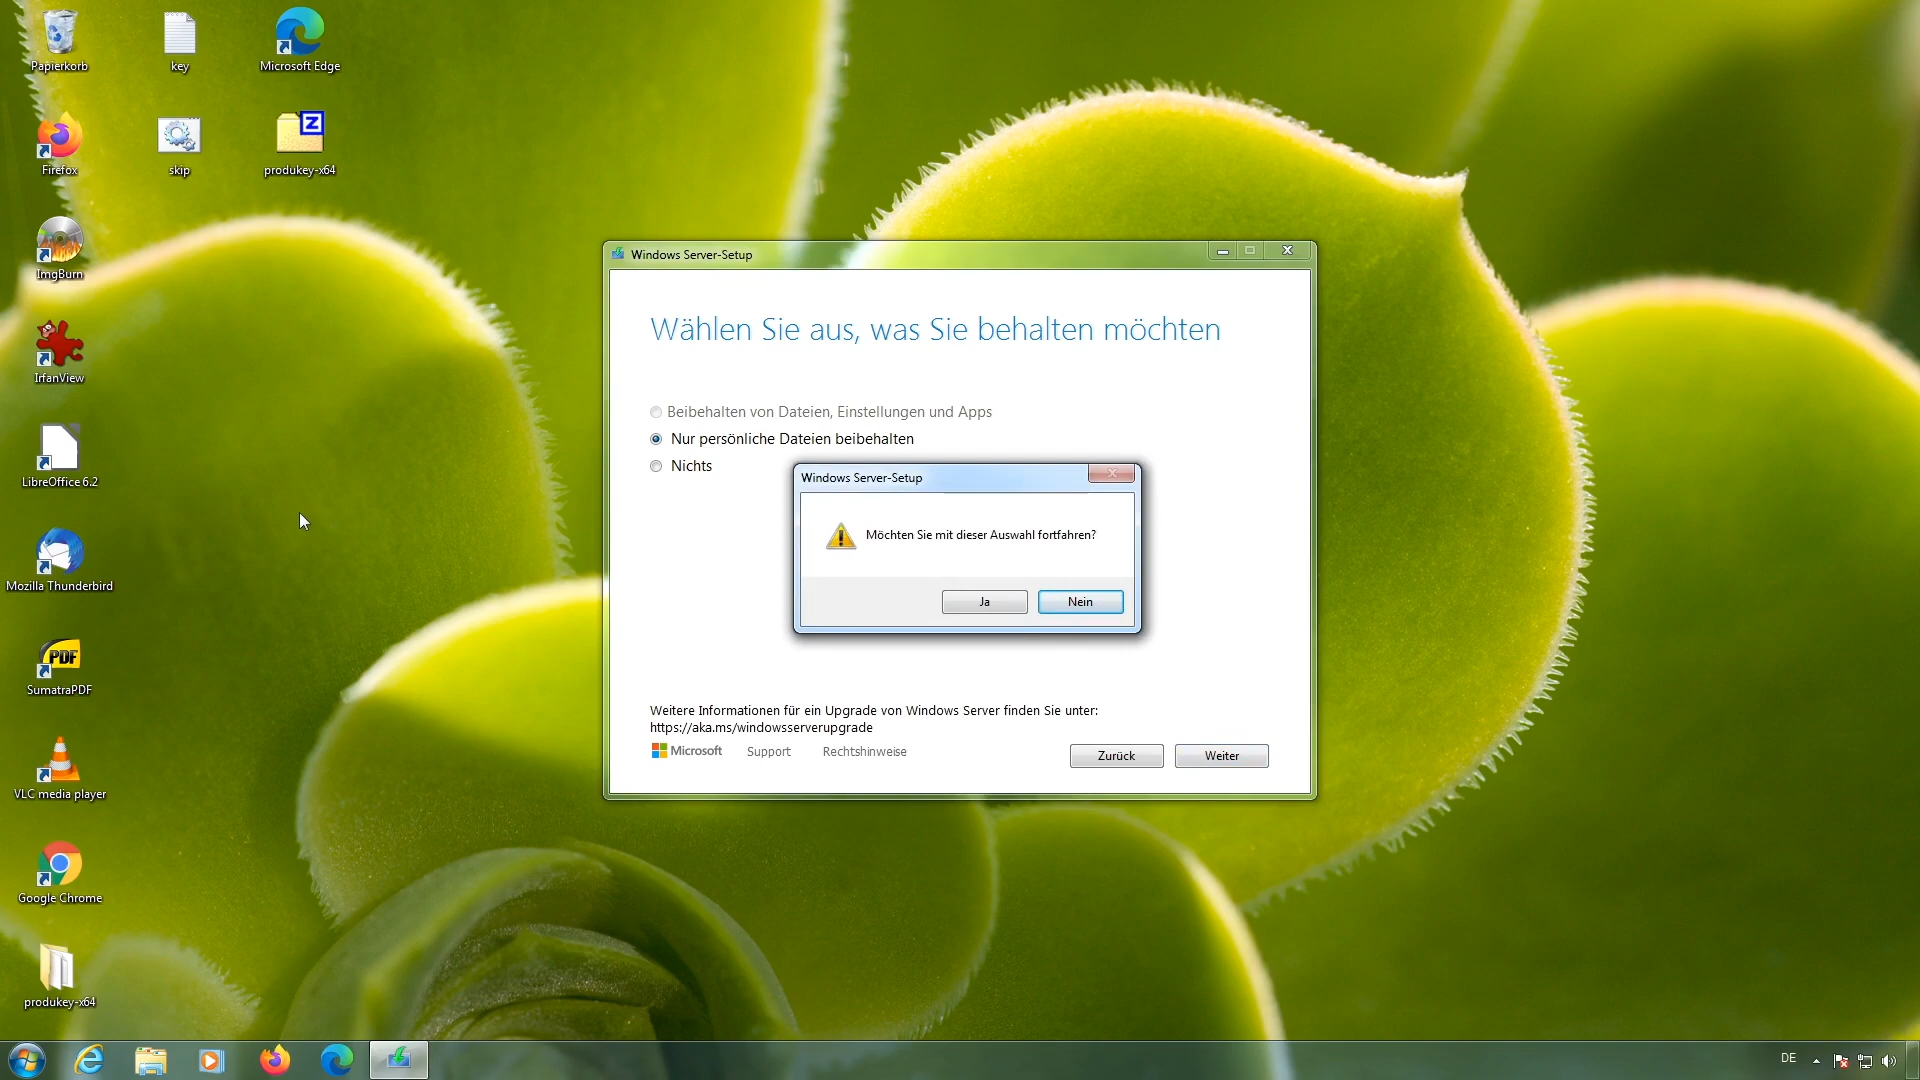 Papierkorb
key
Microsoft Edge
Firefox
skip
Z
produkey-x64
ImgBurn
IrfanView
LibreOffice 6.2
Mozilla Thunderbird
PDF
SumatraPDF
VLC media player
Google Chrome
produkey-x64
Windows Server-Setup
Wählen Sie aus, was Sie behalten möchten
Beibehalten von Dateien, Einstellungen und Apps
Nur persönliche Dateien beibehalten
Nichts
Windows Server-Setup
Möchten Sie mit dieser Auswahl fortfahren?
Ja Nein
Weitere Informationen für ein Upgrade von Windows Server finden Sie unter:
https://aka.ms/windowsserverupgrade
Microsoft Support Rechtshinweise
Zurück Weiter
DE